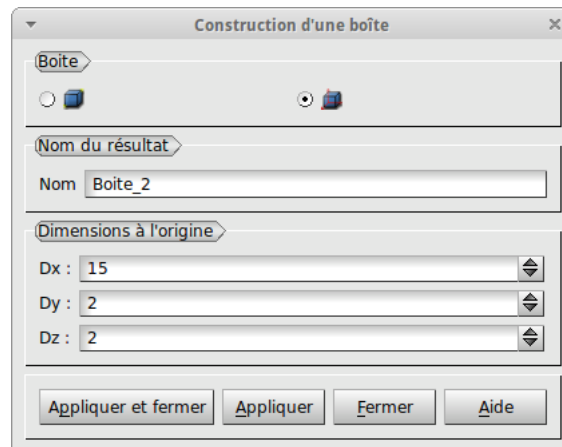 Construction d'une boîte
Boite
Nom du résultat
Nom Boite_2
Dimensions à l'origine
Dx : 15
Dy : 2
Dz : 2
Appliquer et fermer Appliquer Fermer Aide